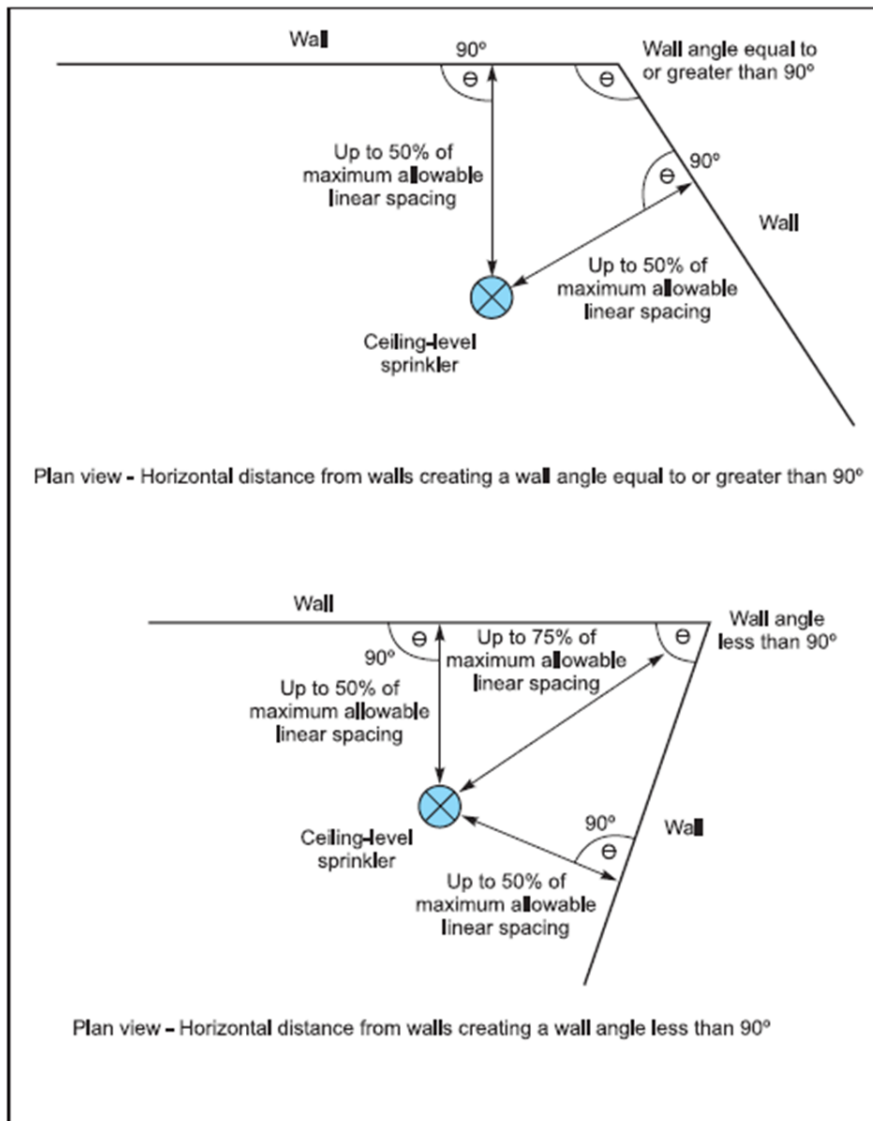 Wall
90º
Wall angle equal to
or greater than 90º
Θ
Θ
Up to 50% of
maximum allowable
linear spacing
90º
Θ
Wall
Up to 50% of
maximum allowable
linear spacing
Ceiling-level
sprinkler
Plan view - Horizontal distance from walls creating a wall angle equal to or greater than 90º
Wall
Wall angle
less than 90º
Θ
90º
Up to 75% of
maximum allowable
linear spacing
Θ
Up to 50% of
maximum allowable
linear spacing
90º
Θ
Wall
Ceiling-level
sprinkler
Up to 50% of
maximum allowable
linear spacing
Plan view - Horizontal distance from walls creating a wall angle less than 90º